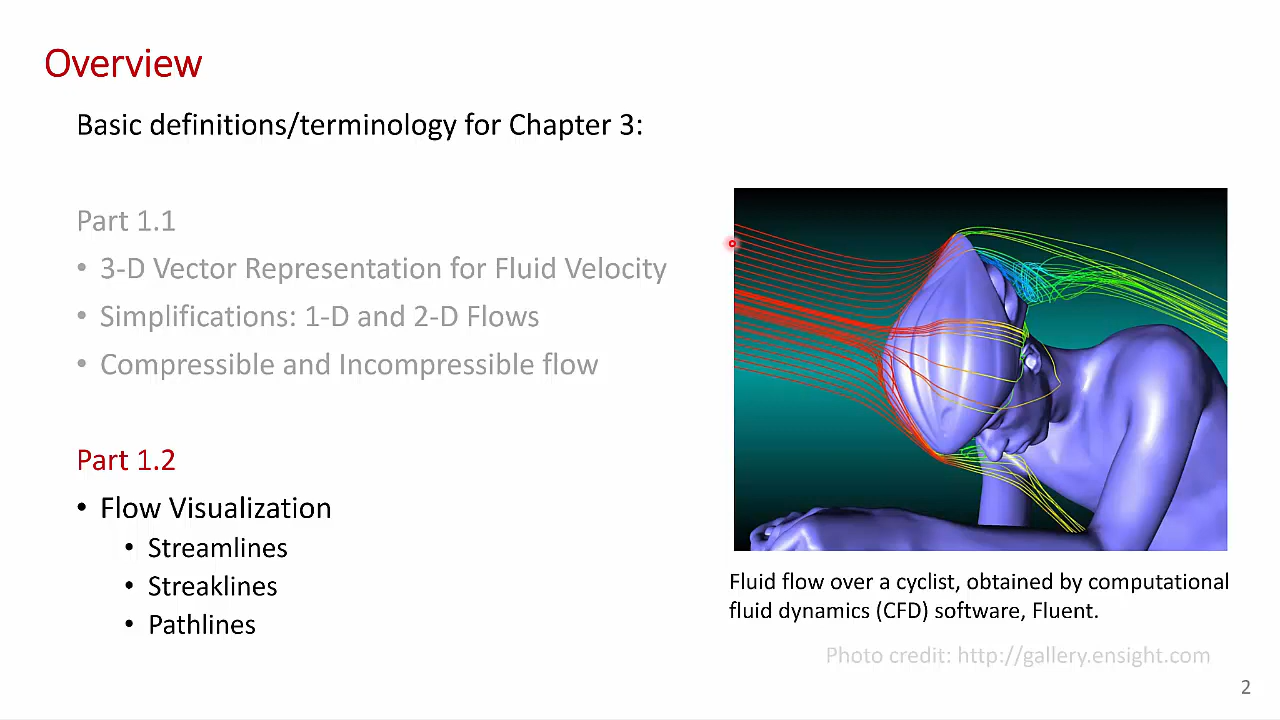 Overview
Basic definitions/terminology for Chapter 3:
Part 1.1
• 3-D Vector Representation for Fluid Velocity
• Simplifications: 1-D and 2-D Flows
• Compressible and Incompressible flow
Part 1.2
• Flow Visualization
• Streamlines
• Streaklines
• Pathlines
Fluid flow over a cyclist, obtained by computational
fluid dynamics (CFD) software, Fluent.
Photo credit: http://gallery.ensight.com
2